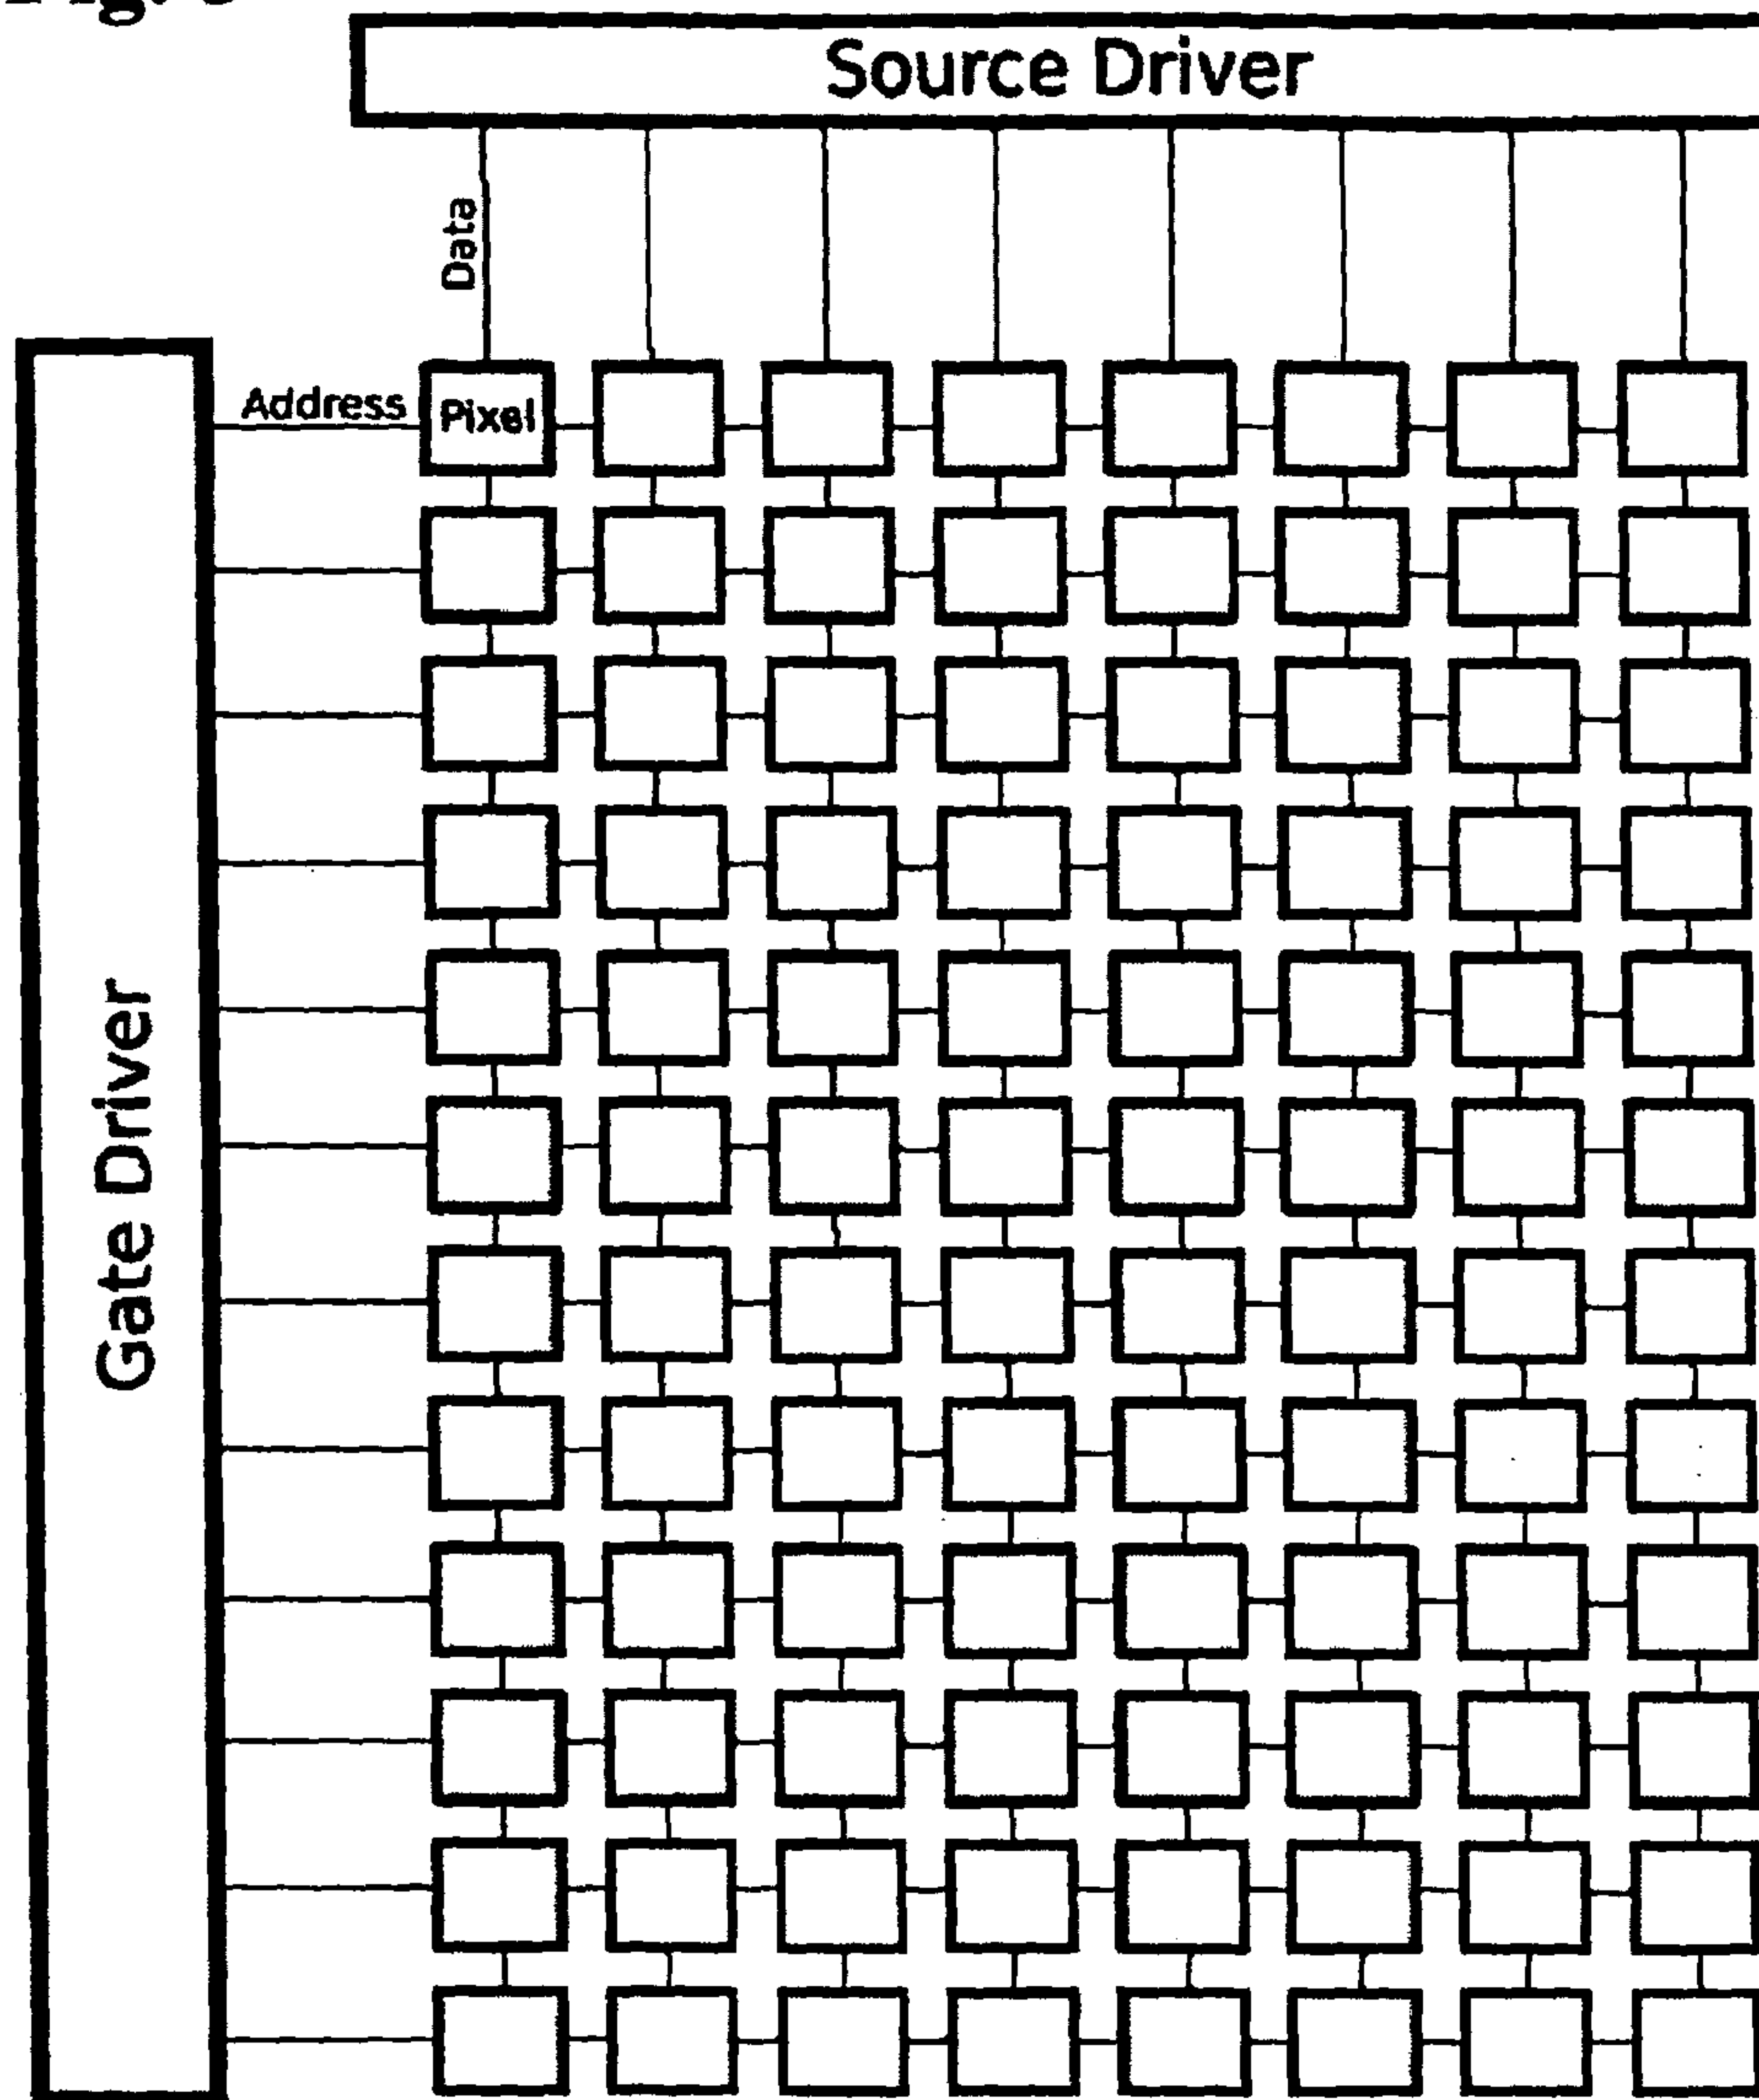 Source Driver
Data
Address
Pixel
Gate Driver